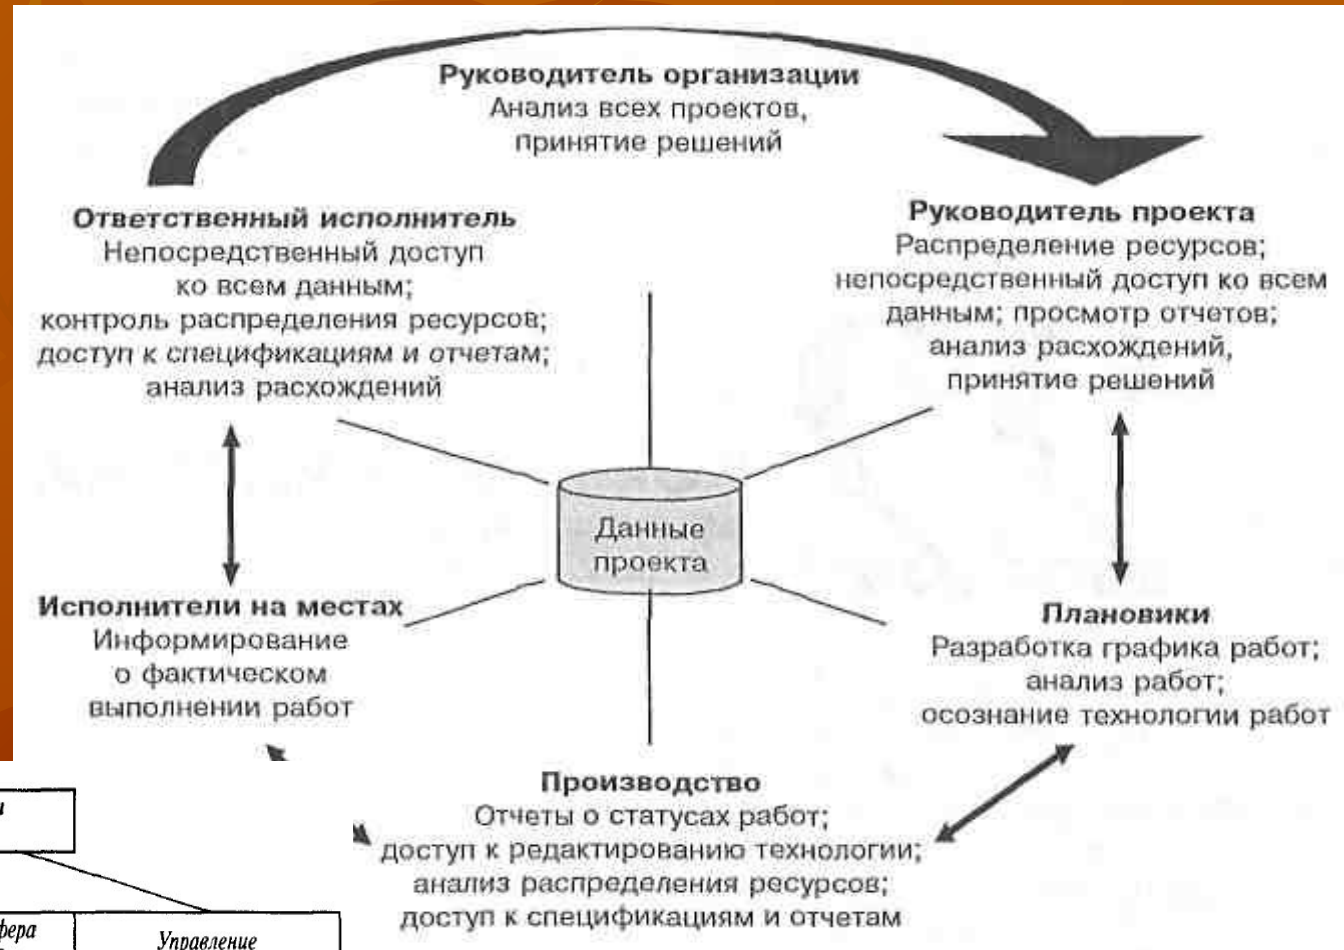 Руководитель организации
Анализ всех проектов,
принятие решений
Ответственный исполнитель
Непосредственный доступ
ко всем данным;
контроль распределения ресурсов;
доступ к спецификациям и отчетам;
анализ расхождений
Руководитель проекта
Распределение ресурсов;
непосредственный доступ ко всем
данным; просмотр отчетов;
анализ расхождений,
принятие решений
Данные
проекта
Исполнители на местах
Информирование
о фактическом
выполнении работ
Плановики
Разработка графика работ;
анализ работ;
осознание технологии работ
Производство
Отчеты о статусах работ;
доступ к редактированию технологии;
анализ распределения ресурсов;
доступ к спецификациям и отчетам
Управление